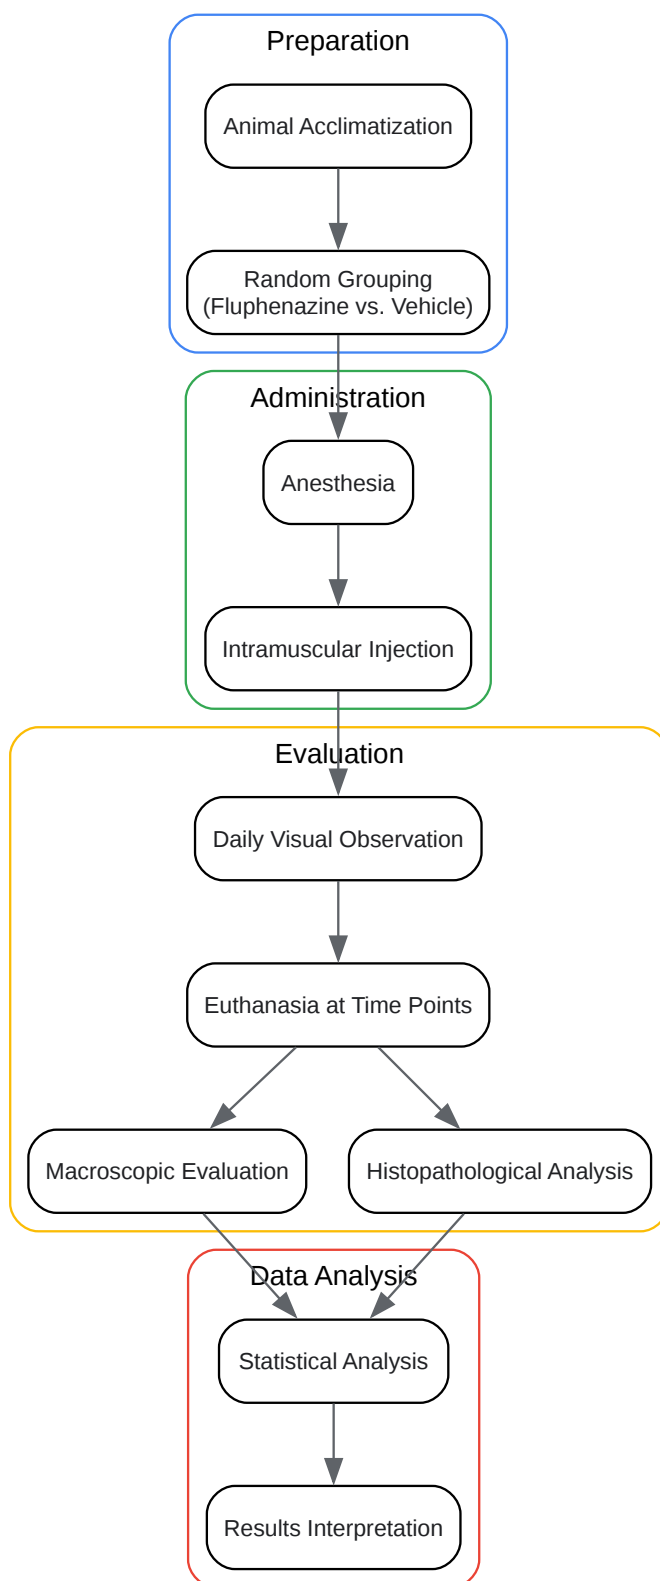 Preparation
Animal Acclimatization
Random Grouping
(Fluphenazine vs. Vehicle)
Administration
Anesthesia
Intramuscular Injection
Evaluation
Daily Visual Observation
Euthanasia at Time Points
Macroscopic Evaluation
Histopathological Analysis
Data Analysis
Statistical Analysis
Results Interpretation